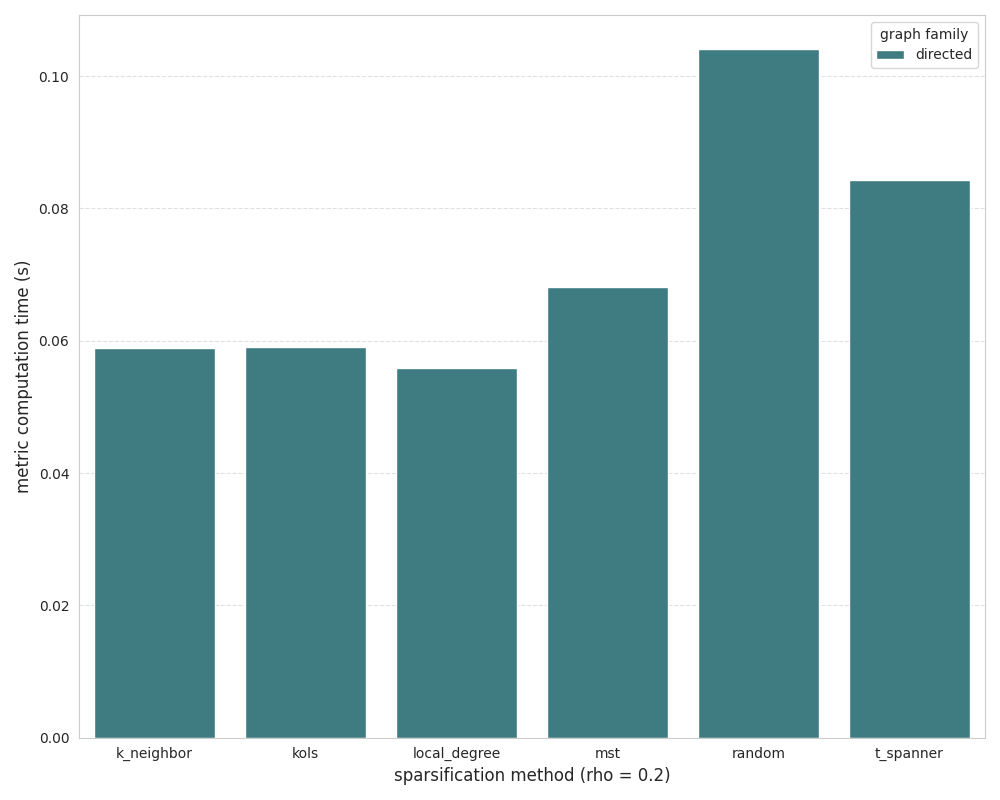 graph family
directed
metric computation time (s)
0.10
0.08
0.06
0.04
0.02
0.00
k_neighbor kols local_degree mst random t_spanner
sparsification method (rho = 0.2)